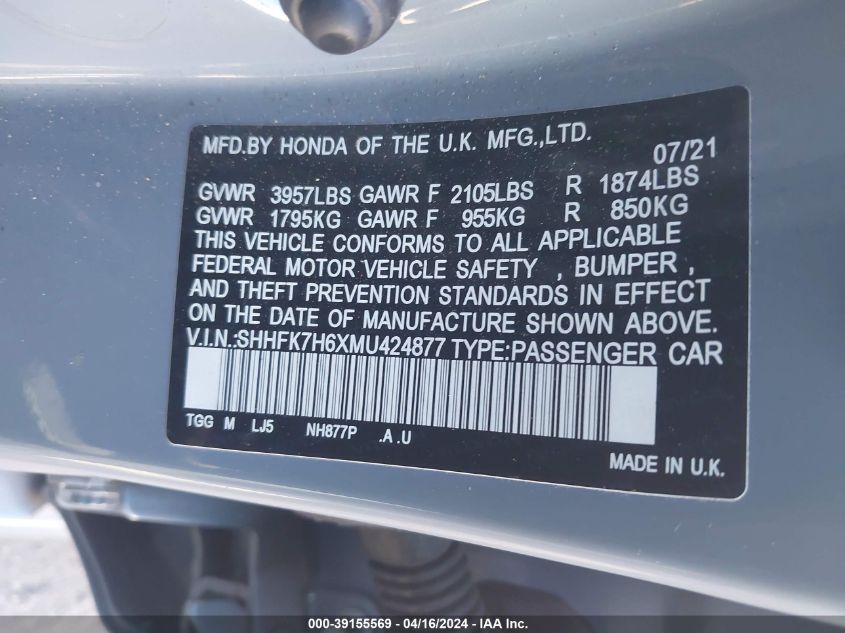 MFD.BY HONDA OF THE U.K. MFG.,LTD. 07/21
GVWR 3957LBS GAWR F 2105LBS R 1874LBS
GVWR 1795KG GAWR F 955KG R 850KG
THIS VEHICLE CONFORMS TO ALL APPLICABLE
FEDERAL MOTOR VEHICLE SAFETY , BUMPER ,
AND THEFT PREVENTION STANDARDS IN EFFECT
ON THE DATE OF MANUFACTURE SHOWN ABOVE.
V.I.N.:SHHFK7H6XMU424877 TYPE:PASSENGER CAR
TGG M LJ5 NH877P .A .U
MADE IN U.K.
000-39155569 - 04/16/2024 - IAA Inc.